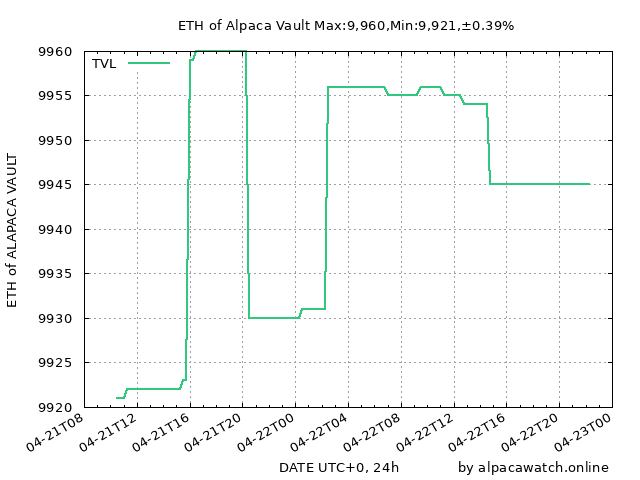 ETH of Alpaca Vault Max:9,960,Min:9,921,±0.39%
TVL
ETH of ALAPACA VAULT
9960
9955
9950
9945
9940
9935
9930
9925
9920
04-21T08
04-21T12
04-21T16
04-21T20
04-22T00
04-22T04
04-22T08
04-22T12
04-22T16
04-22T20
04-23T00
DATE UTC+0, 24h
by alpacawatch.online